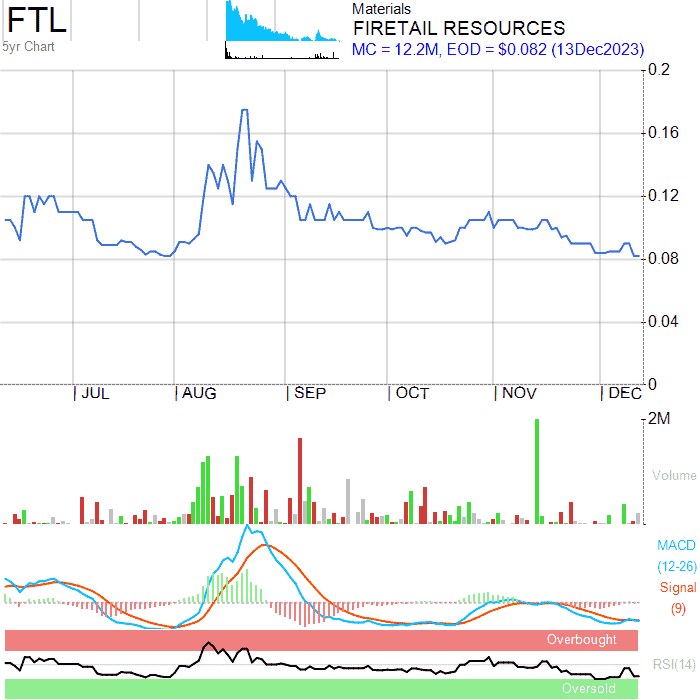 FTL
5yr Chart
Materials
FIRETAIL RESOURCES
MC = 12.2M, EOD = $0.082 (13Dec2023)
0.2
0.16
0.12
0.08
0.04
0
| JUL | AUG | SEP | OCT | NOV | DEC
2M
Volume
MACD
(12-26)
Signal
(9)
Overbought
RSI(14)
Oversold